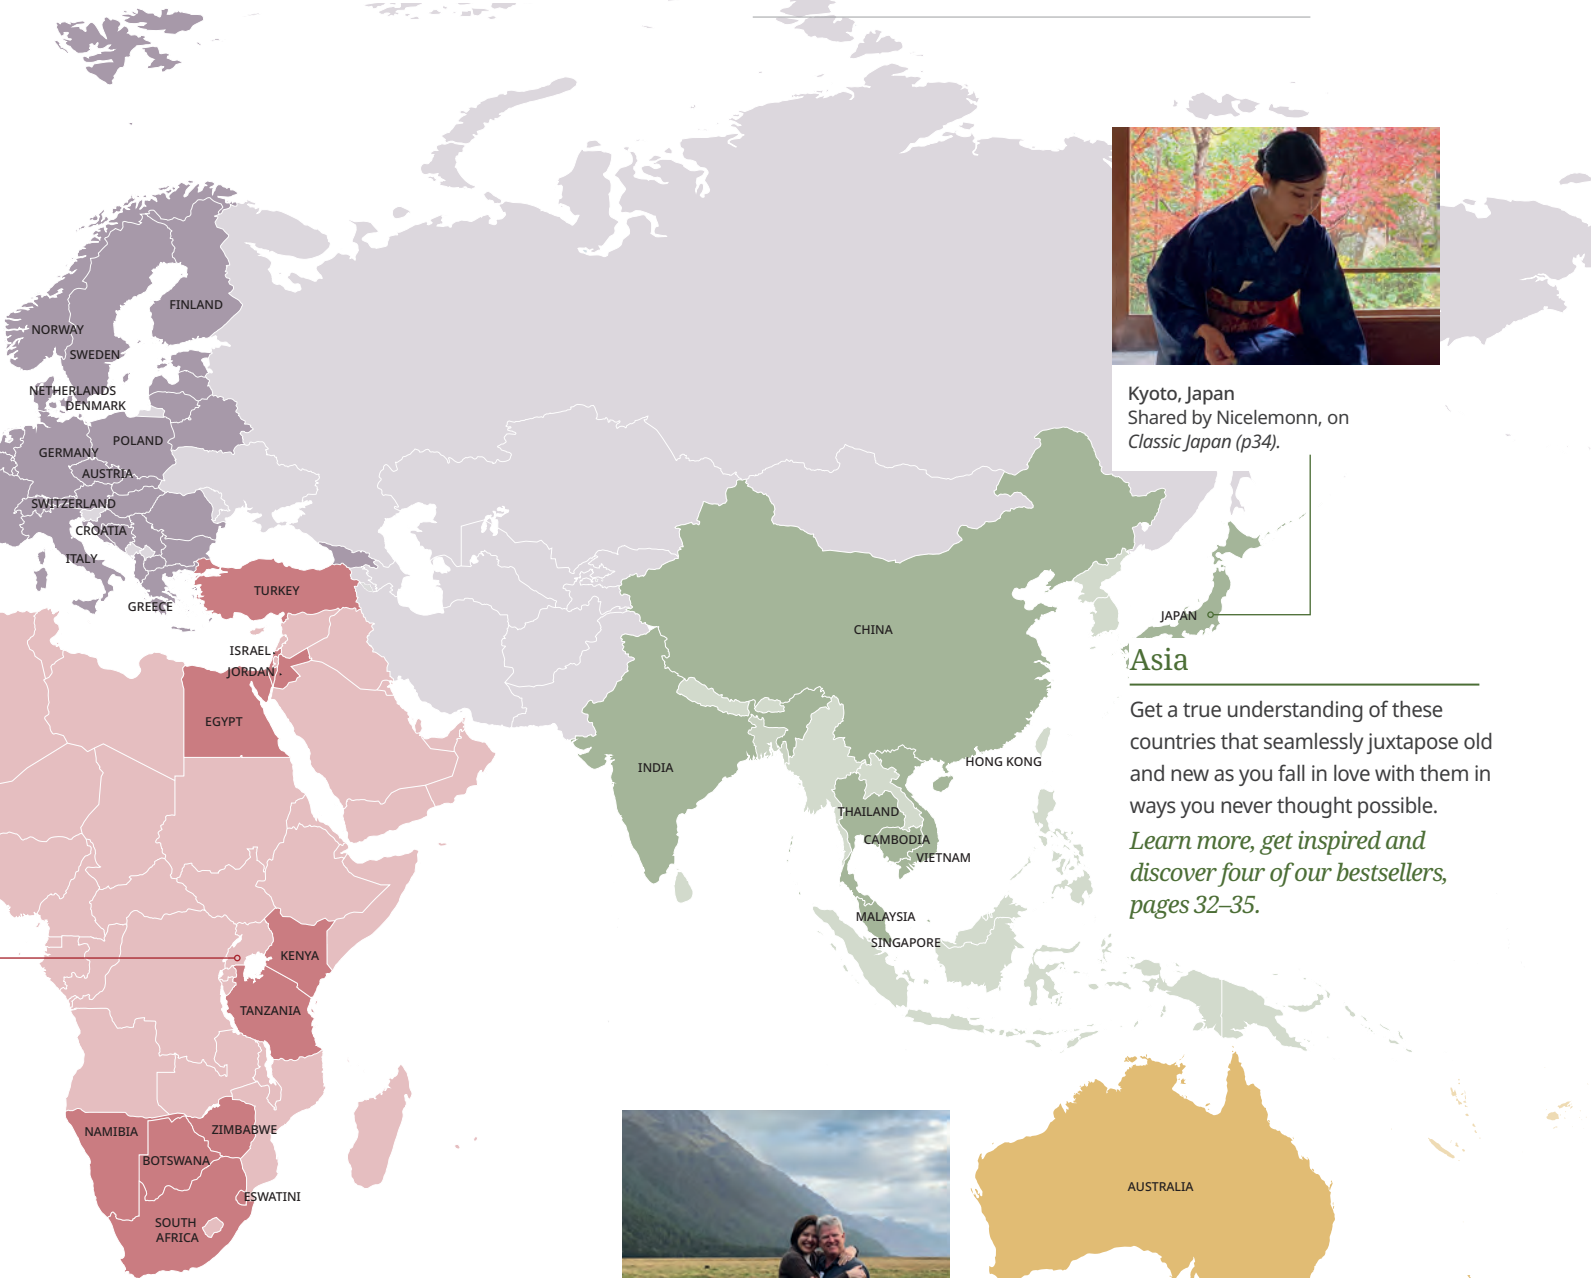 FINLAND
NORWAY
SWEDEN
NETHERLANDS
DENMARK
POLAND
GERMANY
AUSTRIA
SWITZERLAND
CROATIA
ITALY
GREECE
TURKEY
ISRAEL
JORDAN
EGYPT
KENYA
TANZANIA
NAMIBIA
ZIMBABWE
BOTSWANA
ESWATINI
SOUTH
AFRICA
CHINA
INDIA
HONG KONG
THAILAND
CAMBODIA
VIETNAM
MALAYSIA
SINGAPORE
JAPAN
Kyoto, Japan
Shared by Nicelemonn, on
Classic Japan (p34).
Asia
Get a true understanding of these
countries that seamlessly juxtapose old
and new as you fall in love with them in
ways you never thought possible.
Learn more, get inspired and
discover four of our bestsellers,
pages 32–35.
AUSTRALIA